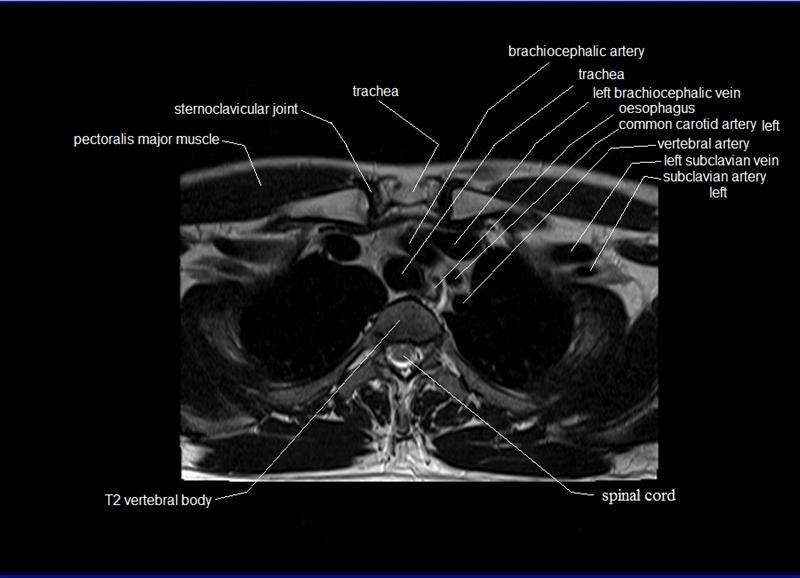 brachiocephalic artery
trachea
trachea
left brachiocephalic vein
oesophagus
sternoclavicular joint
common carotid artery left
pectoralis major muscle
vertebral artery
left subclavian vein
subclavian artery
left
T2 vertebral body
spinal cord